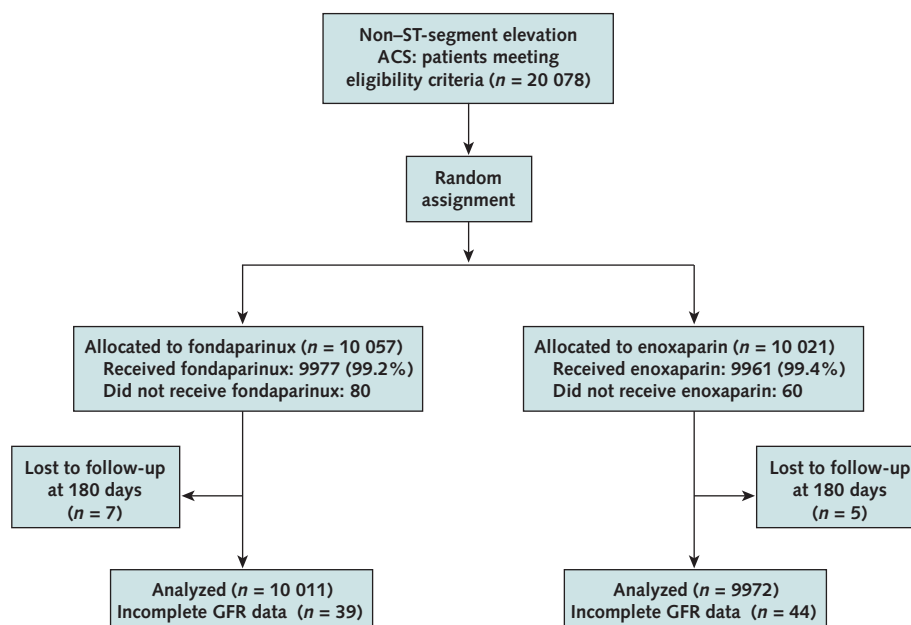 Non–ST-segment elevation
ACS: patients meeting
eligibility criteria (n = 20 078)
Random
assignment
Allocated to fondaparinux (n = 10 057)
Received fondaparinux: 9977 (99.2%)
Did not receive fondaparinux: 80
Allocated to enoxaparin (n = 10 021)
Received enoxaparin: 9961 (99.4%)
Did not receive enoxaparin: 60
Lost to follow-up
at 180 days
(n = 7)
Lost to follow-up
at 180 days
(n = 5)
Analyzed (n = 10 011)
Incomplete GFR data (n = 39)
Analyzed (n = 9972)
Incomplete GFR data (n = 44)